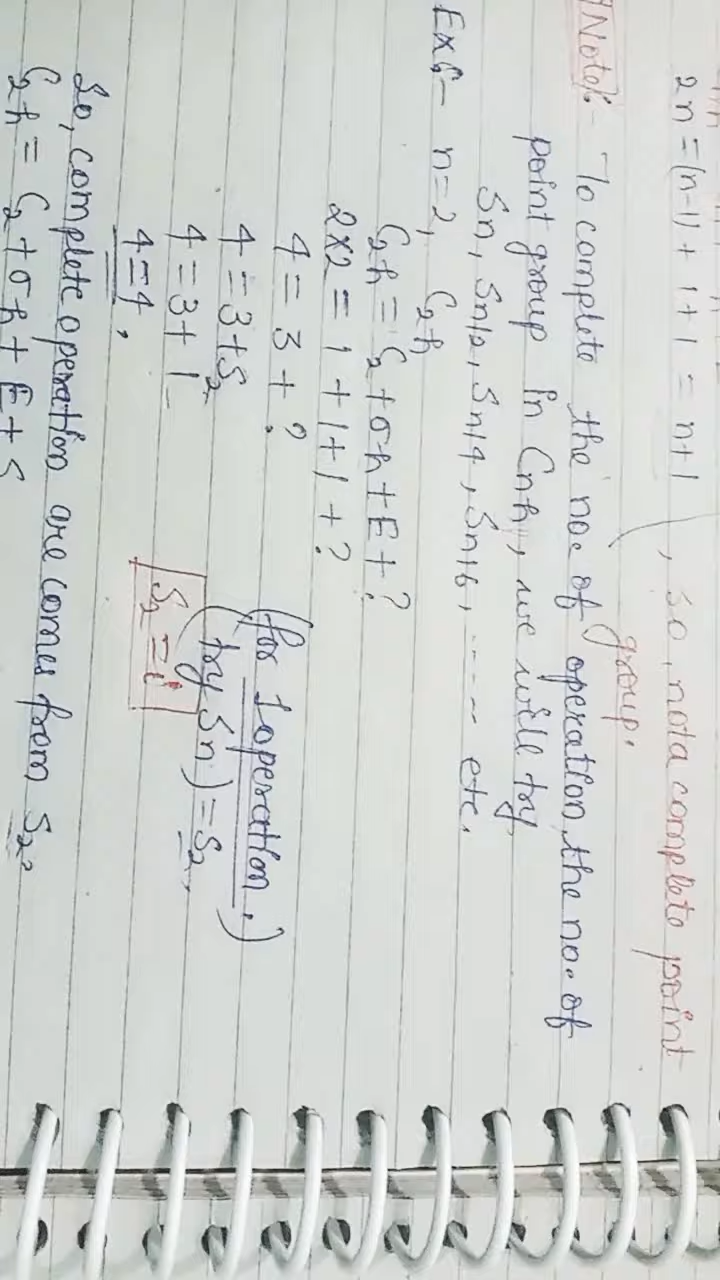 2n = (n-1) + 1 + 1 = n+1 , so, nota complete point
group.
Note:- To complete the no. of operation, the no. of
point group in Cnh, we will try
Sn, Sn/2, Sn/4, Sn/6, ---- etc.
Ex:- n=2, C2h
C2h = C2 + σh + E + ?
2x2 = 1 + 1 + 1 + ?
4 = 3 + ? (for 1 operation,)
4 = 3 + S2 (try Sn) = S2,
4 = 3 + 1 S2 = i
4 = 4,
So, complete operation are comes from S2.
C2h = C2 + σh + E + S